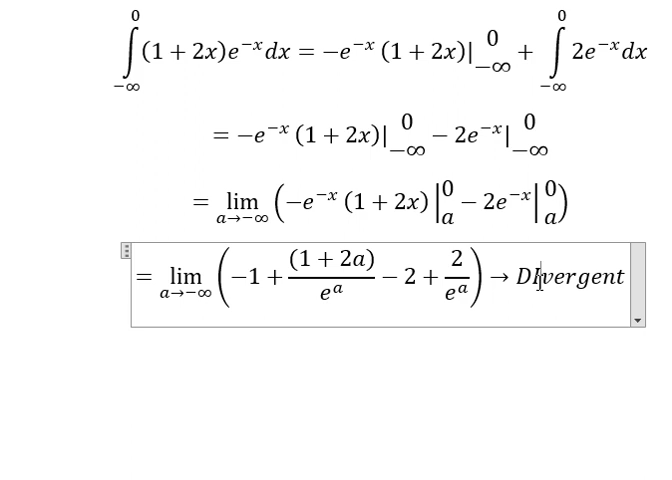 ∫_{−∞}^{0} (1 + 2x)e^{−x}dx = −e^{−x} (1 + 2x)|_{−∞}^{0} + ∫_{−∞}^{0} 2e^{−x}dx
= −e^{−x} (1 + 2x)|_{−∞}^{0} − 2e^{−x}|_{−∞}^{0}
= lim_{a→−∞} (−e^{−x} (1 + 2x) |_{a}^{0} − 2e^{−x}|_{a}^{0})
= lim_{a→−∞} (−1 + (1 + 2a)/e^{a} − 2 + 2/e^{a}) → DIvergent